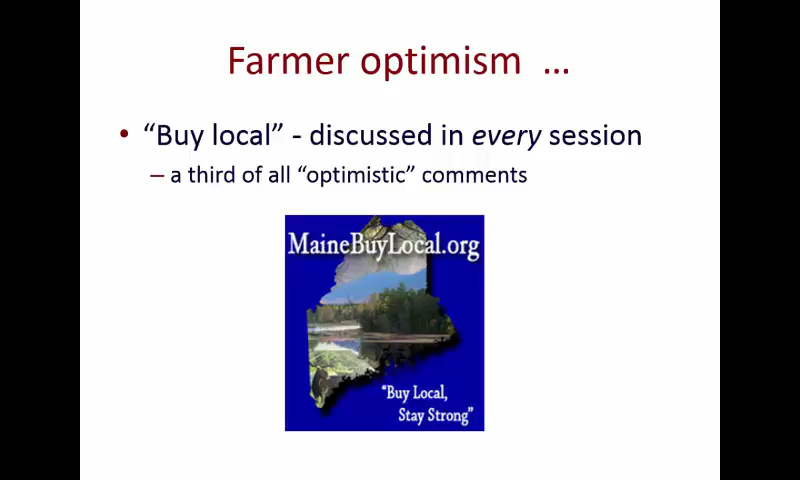 Farmer optimism …
• “Buy local” - discussed in every session
– a third of all “optimistic” comments
MaineBuyLocal.org
“Buy Local,
Stay Strong”